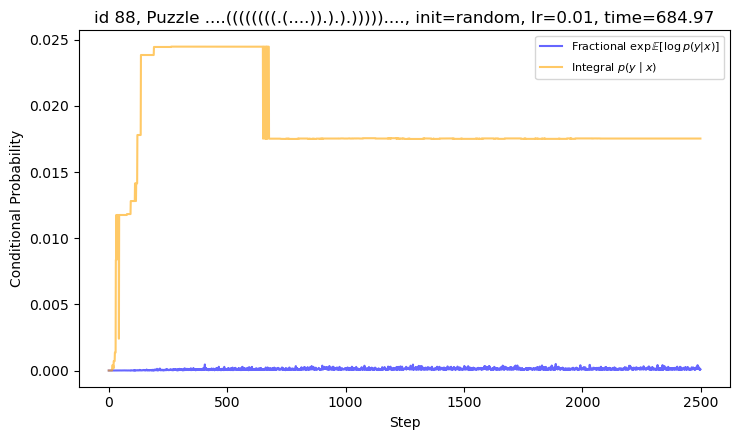 id 88, Puzzle ....((((((((.(.(....)).).).)))))...., init=random, lr=0.01, time=684.97
Fractional exp𝔼[log p(y|x)]
Integral p(y | x)
Conditional Probability
0.025
0.020
0.015
0.010
0.005
0.000
0
500
1000
1500
2000
2500
Step